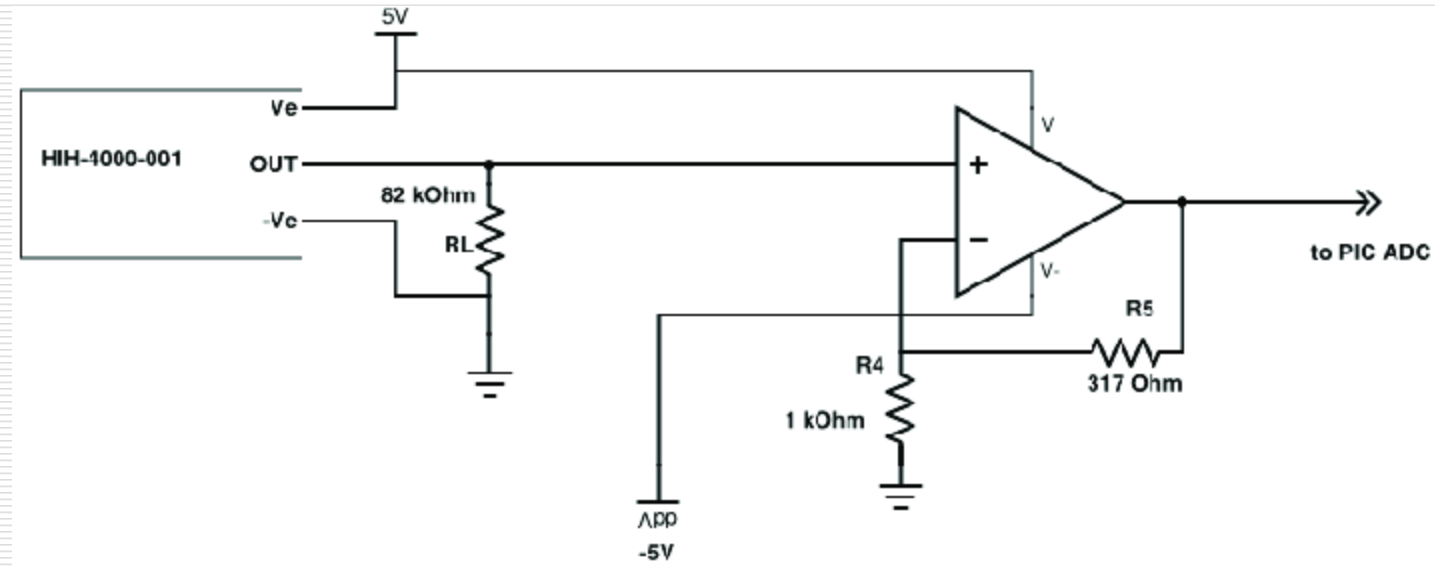 5V
Ve
HIH-4000-001
OUT
82 kOhm
-Ve
RL
+
−
V
V-
to PIC ADC
R5
317 Ohm
R4
1 kOhm
-5V